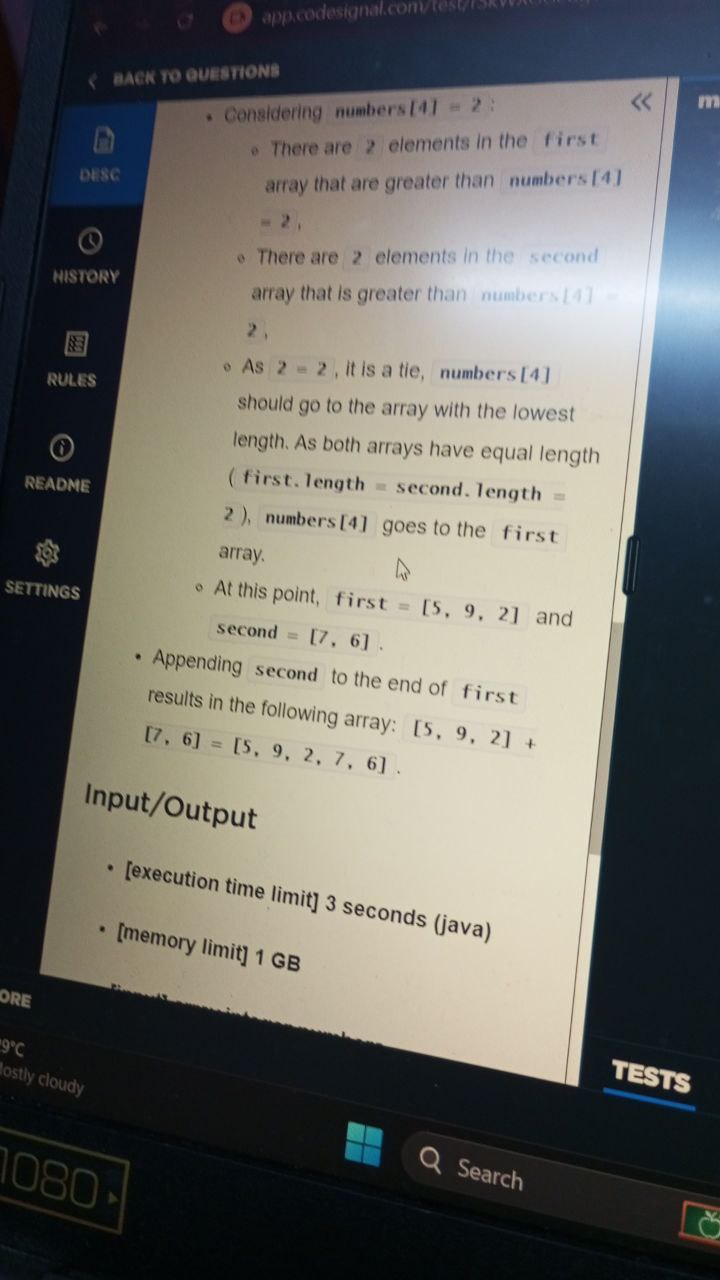 BACK TO QUESTIONS
DESC
HISTORY
RULES
README
SETTINGS
• Considering numbers[4] = 2 :
◦ There are 2 elements in the first
array that are greater than numbers[4]
= 2 ,
◦ There are 2 elements in the second
array that is greater than numbers[4] =
2 ,
◦ As 2 = 2 , it is a tie, numbers[4]
should go to the array with the lowest
length. As both arrays have equal length
( first.length = second.length =
2 ), numbers[4] goes to the first
array.
◦ At this point, first = [5, 9, 2] and
second = [7, 6] .
• Appending second to the end of first
results in the following array: [5, 9, 2] +
[7, 6] = [5, 9, 2, 7, 6] .
Input/Output
• [execution time limit] 3 seconds (java)
• [memory limit] 1 GB
ORE
TESTS
9°C
ostly cloudy
Search
1080